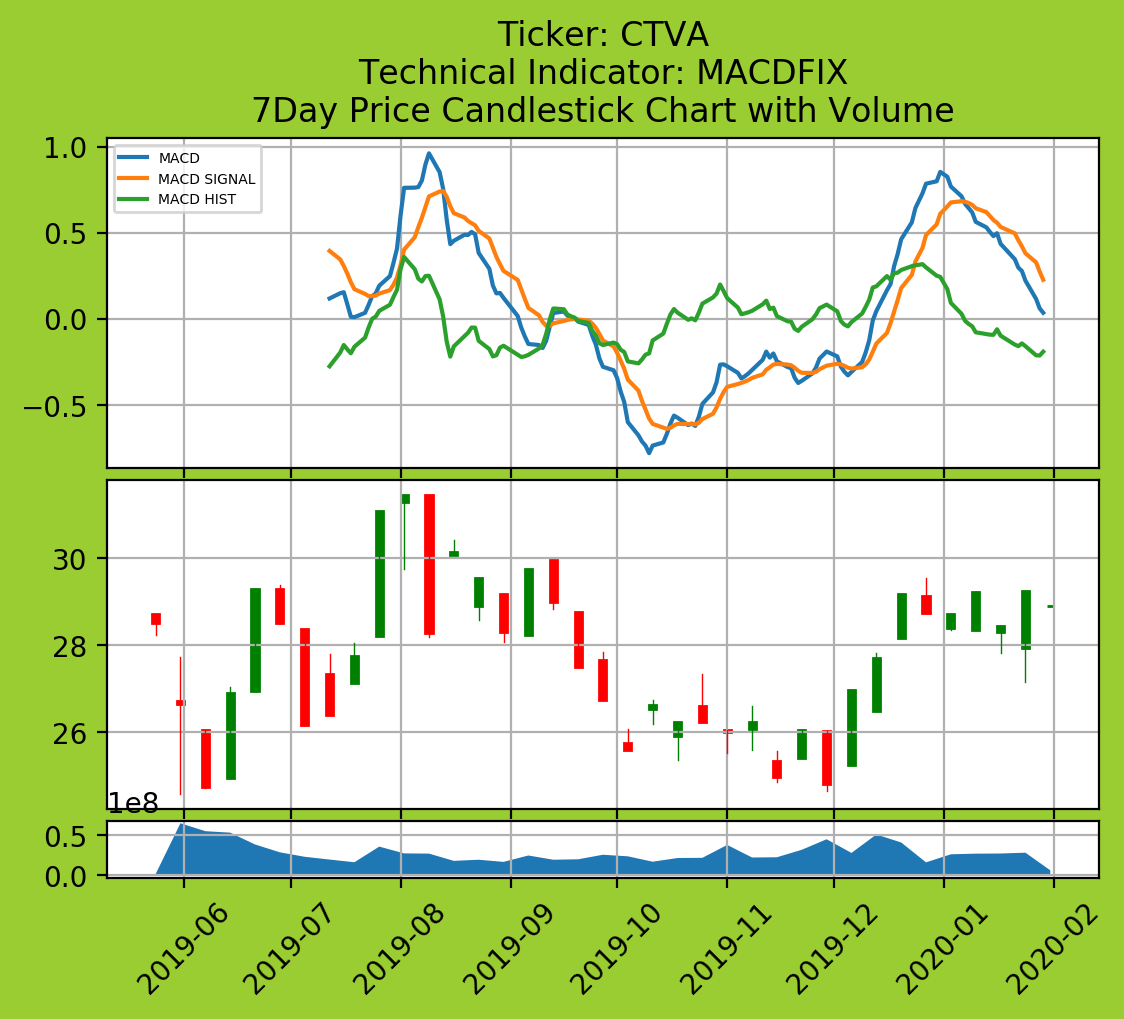 Ticker: CTVA
Technical Indicator: MACDFIX
7Day Price Candlestick Chart with Volume
1.0
0.5
0.0
−0.5
MACD
MACD SIGNAL
MACD HIST
30
28
26
1e8
0.5
0.0
2019-06
2019-07
2019-08
2019-09
2019-10
2019-11
2019-12
2020-01
2020-02